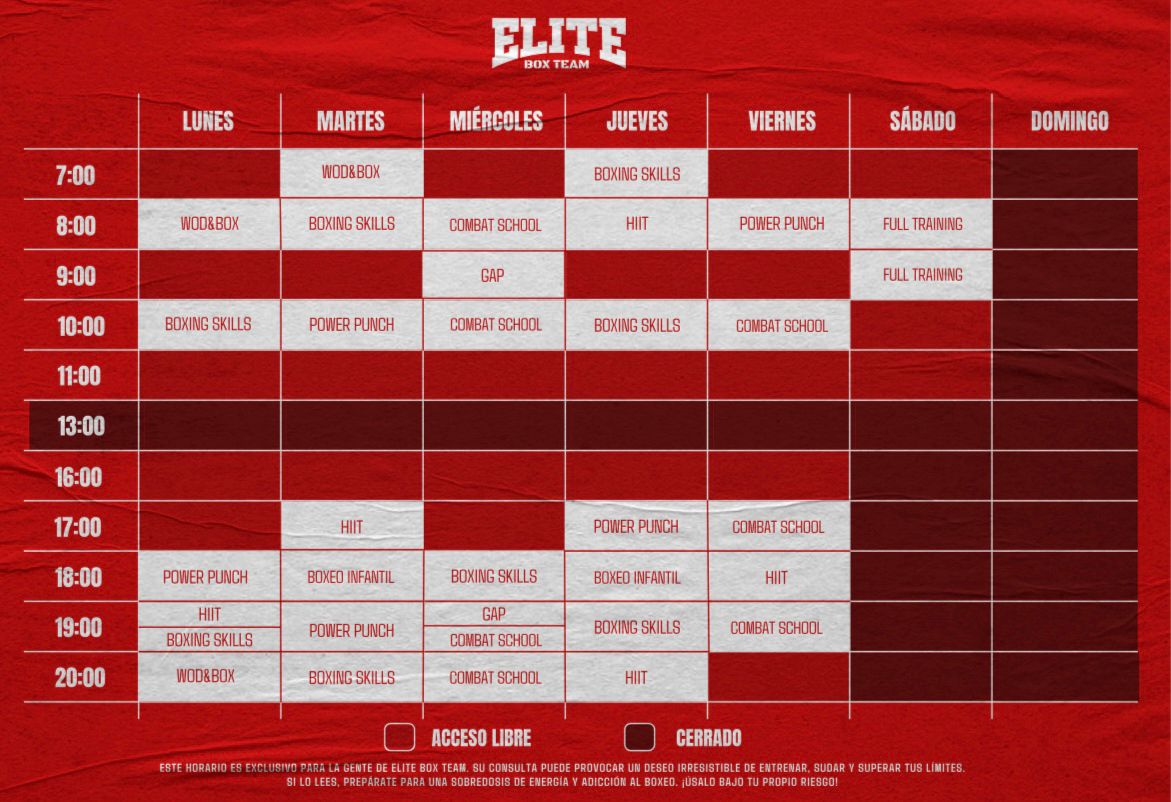 ELITE
BOX TEAM
LUNES MARTES MIÉRCOLES JUEVES VIERNES SÁBADO DOMINGO
7:00 WOD&BOX BOXING SKILLS
8:00 WOD&BOX BOXING SKILLS COMBAT SCHOOL HIIT POWER PUNCH FULL TRAINING
9:00 GAP FULL TRAINING
10:00 BOXING SKILLS POWER PUNCH COMBAT SCHOOL BOXING SKILLS COMBAT SCHOOL
11:00
13:00
16:00
17:00 HIIT POWER PUNCH COMBAT SCHOOL
18:00 POWER PUNCH BOXEO INFANTIL BOXING SKILLS BOXEO INFANTIL HIIT
HIIT GAP
19:00 POWER PUNCH BOXING SKILLS COMBAT SCHOOL
BOXING SKILLS COMBAT SCHOOL
20:00 WOD&BOX BOXING SKILLS COMBAT SCHOOL HIIT
ACCESO LIBRE CERRADO
ESTE HORARIO ES EXCLUSIVO PARA LA GENTE DE ELITE BOX TEAM. SU CONSULTA PUEDE PROVOCAR UN DESEO IRRESISTIBLE DE ENTRENAR, SUDAR Y SUPERAR TUS LÍMITES.
SI LO LEES, PREPÁRATE PARA UNA SOBREDOSIS DE ENERGÍA Y ADICCIÓN AL BOXEO. ¡ÚSALO BAJO TU PROPIO RIESGO!